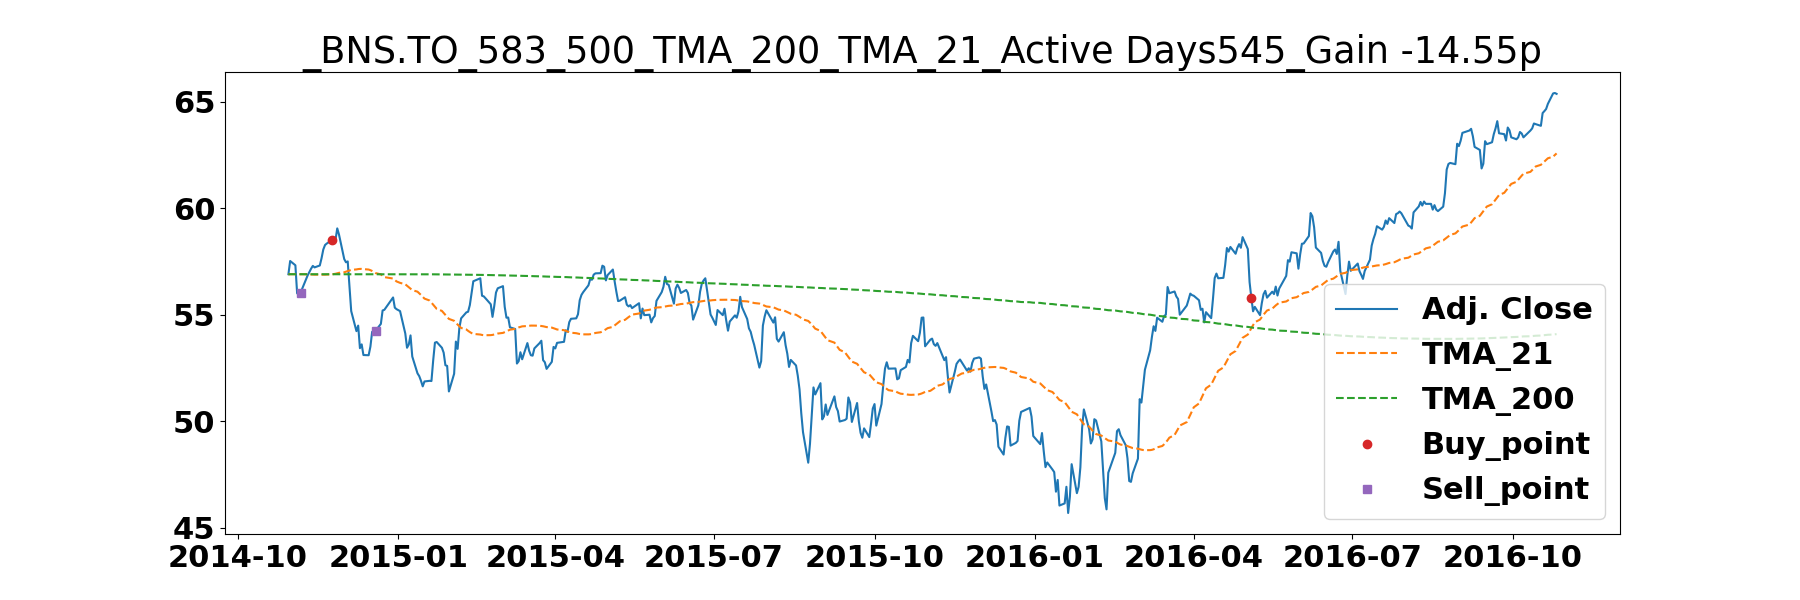 _BNS.TO_583_500_TMA_200_TMA_21_Active Days545_Gain -14.55p
65
60
55
50
45
2014-10 2015-01 2015-04 2015-07 2015-10 2016-01 2016-04 2016-07 2016-10
Adj. Close
TMA_21
TMA_200
Buy_point
Sell_point